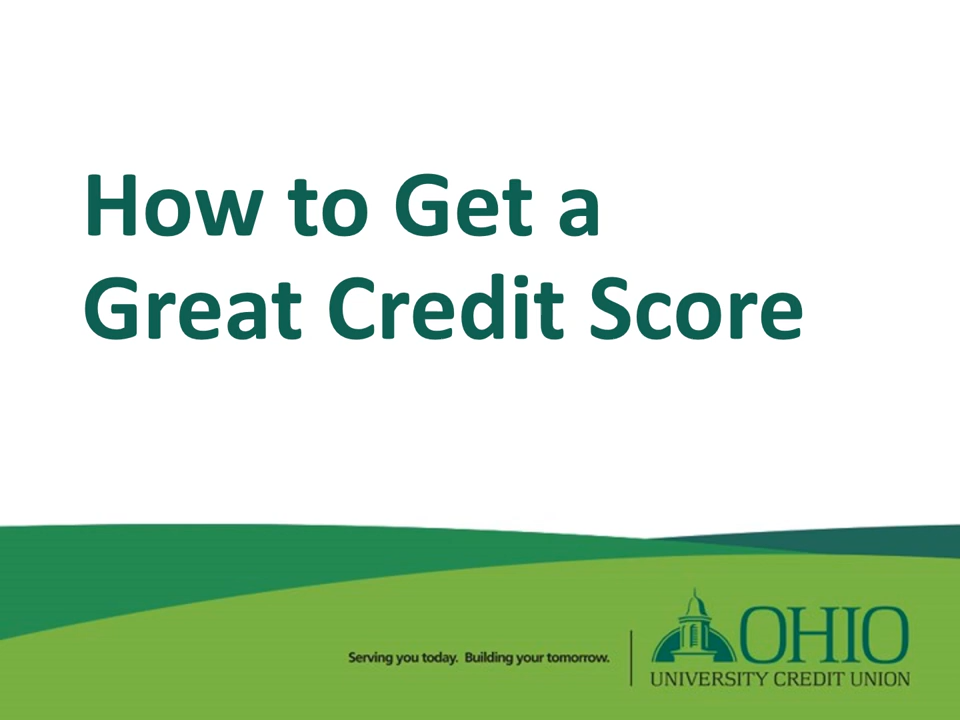 How to Get a
Great Credit Score
Serving you today. Building your tomorrow.
OHIO
UNIVERSITY CREDIT UNION